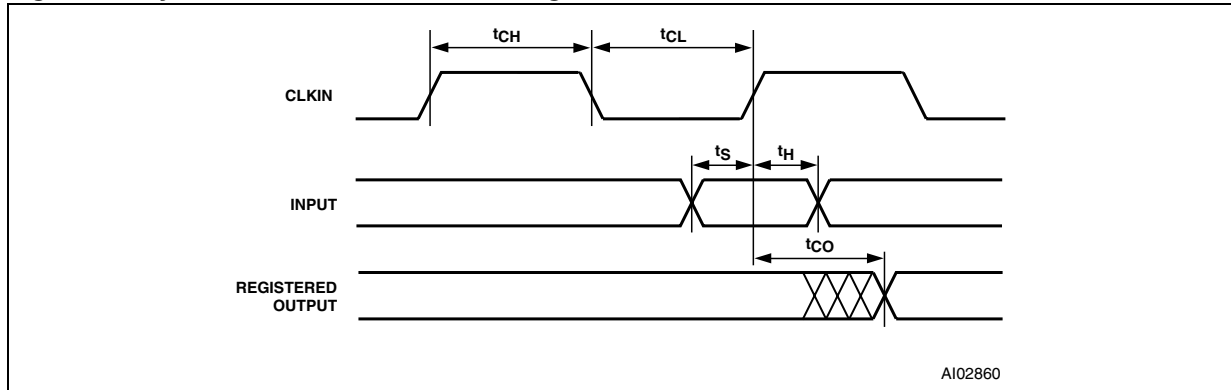 tCH tCL
CLKIN
tS tH
INPUT
tCO
REGISTERED
OUTPUT
AI02860